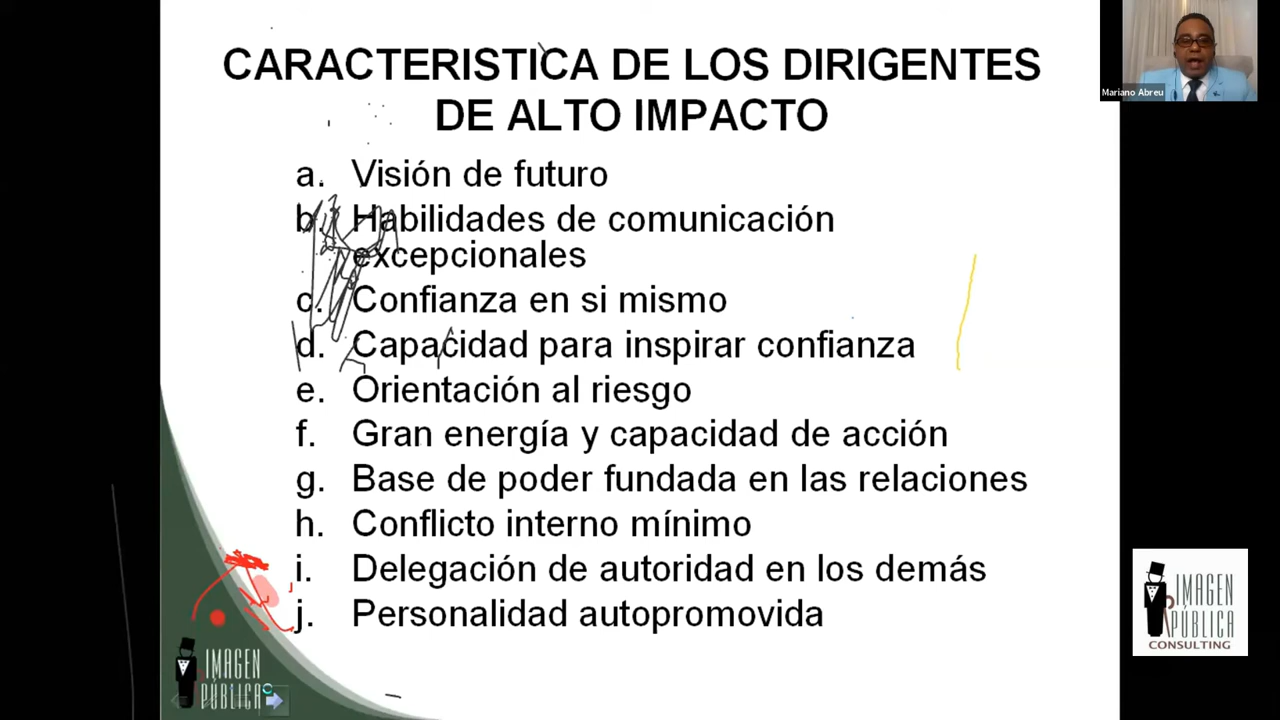 CARACTERISTICA DE LOS DIRIGENTES
DE ALTO IMPACTO
a. Visión de futuro
b. Habilidades de comunicación
excepcionales
c. Confianza en si mismo
d. Capacidad para inspirar confianza
e. Orientación al riesgo
f. Gran energía y capacidad de acción
g. Base de poder fundada en las relaciones
h. Conflicto interno mínimo
i. Delegación de autoridad en los demás
j. Personalidad autopromovida
IMAGEN
PÚBLICA
Mariano Abreu
IMAGEN
PÚBLICA
CONSULTING